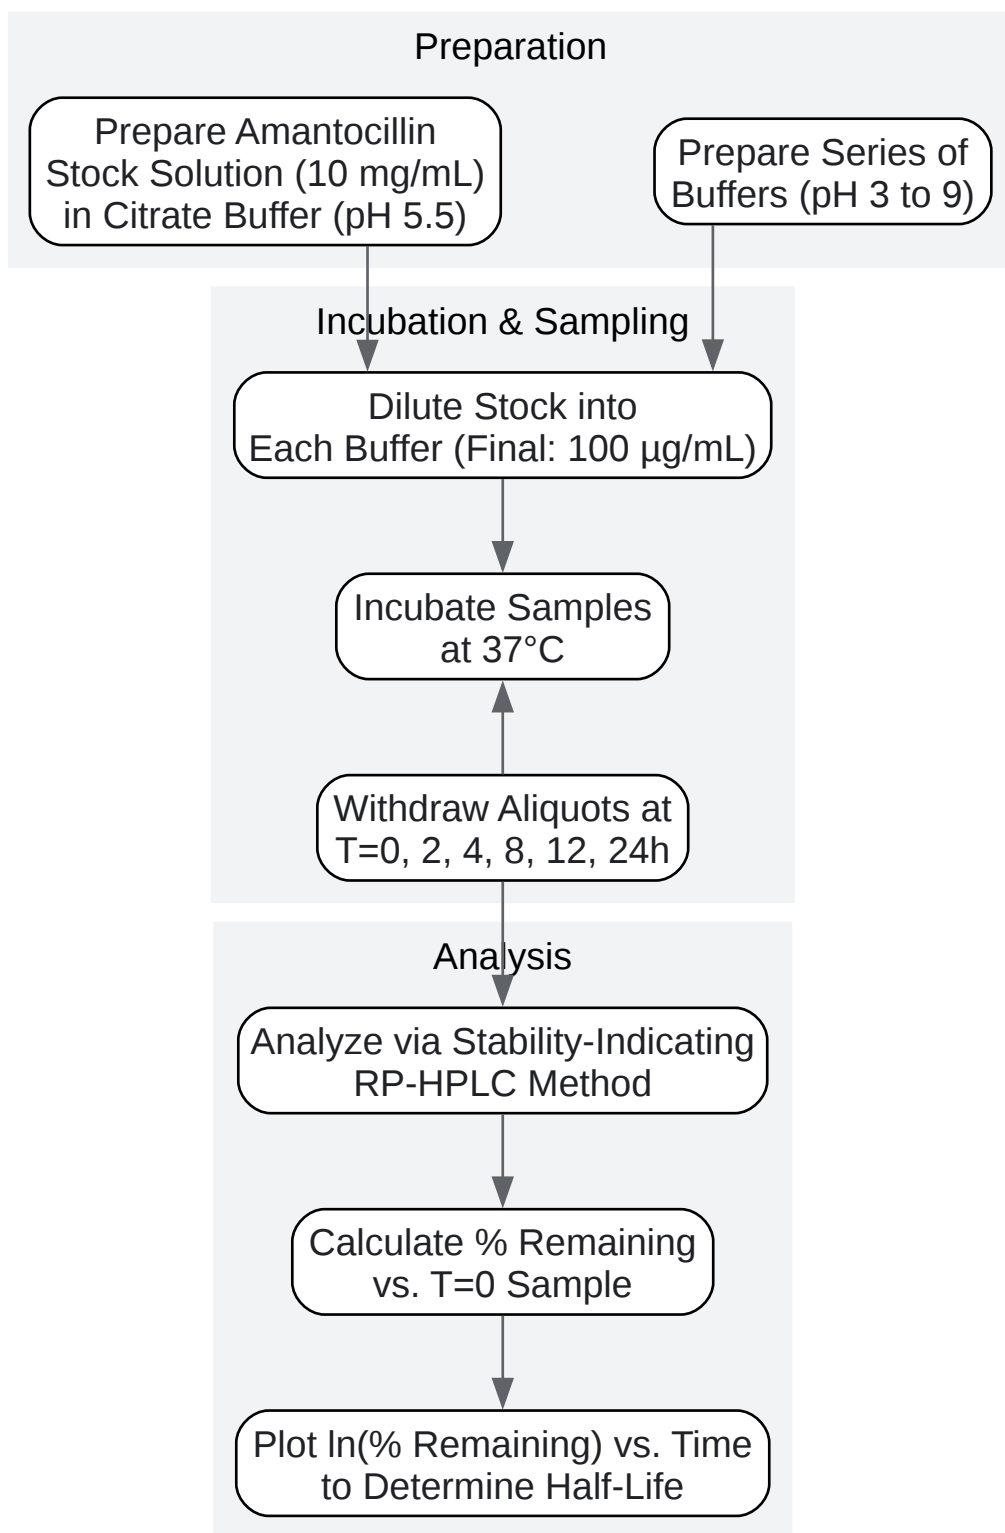 Preparation
Prepare Amantocillin
Stock Solution (10 mg/mL)
in Citrate Buffer (pH 5.5)
Prepare Series of
Buffers (pH 3 to 9)
Incubation & Sampling
Dilute Stock into
Each Buffer (Final: 100 µg/mL)
Incubate Samples
at 37°C
Withdraw Aliquots at
T=0, 2, 4, 8, 12, 24h
Analysis
Analyze via Stability-Indicating
RP-HPLC Method
Calculate % Remaining
vs. T=0 Sample
Plot ln(% Remaining) vs. Time
to Determine Half-Life